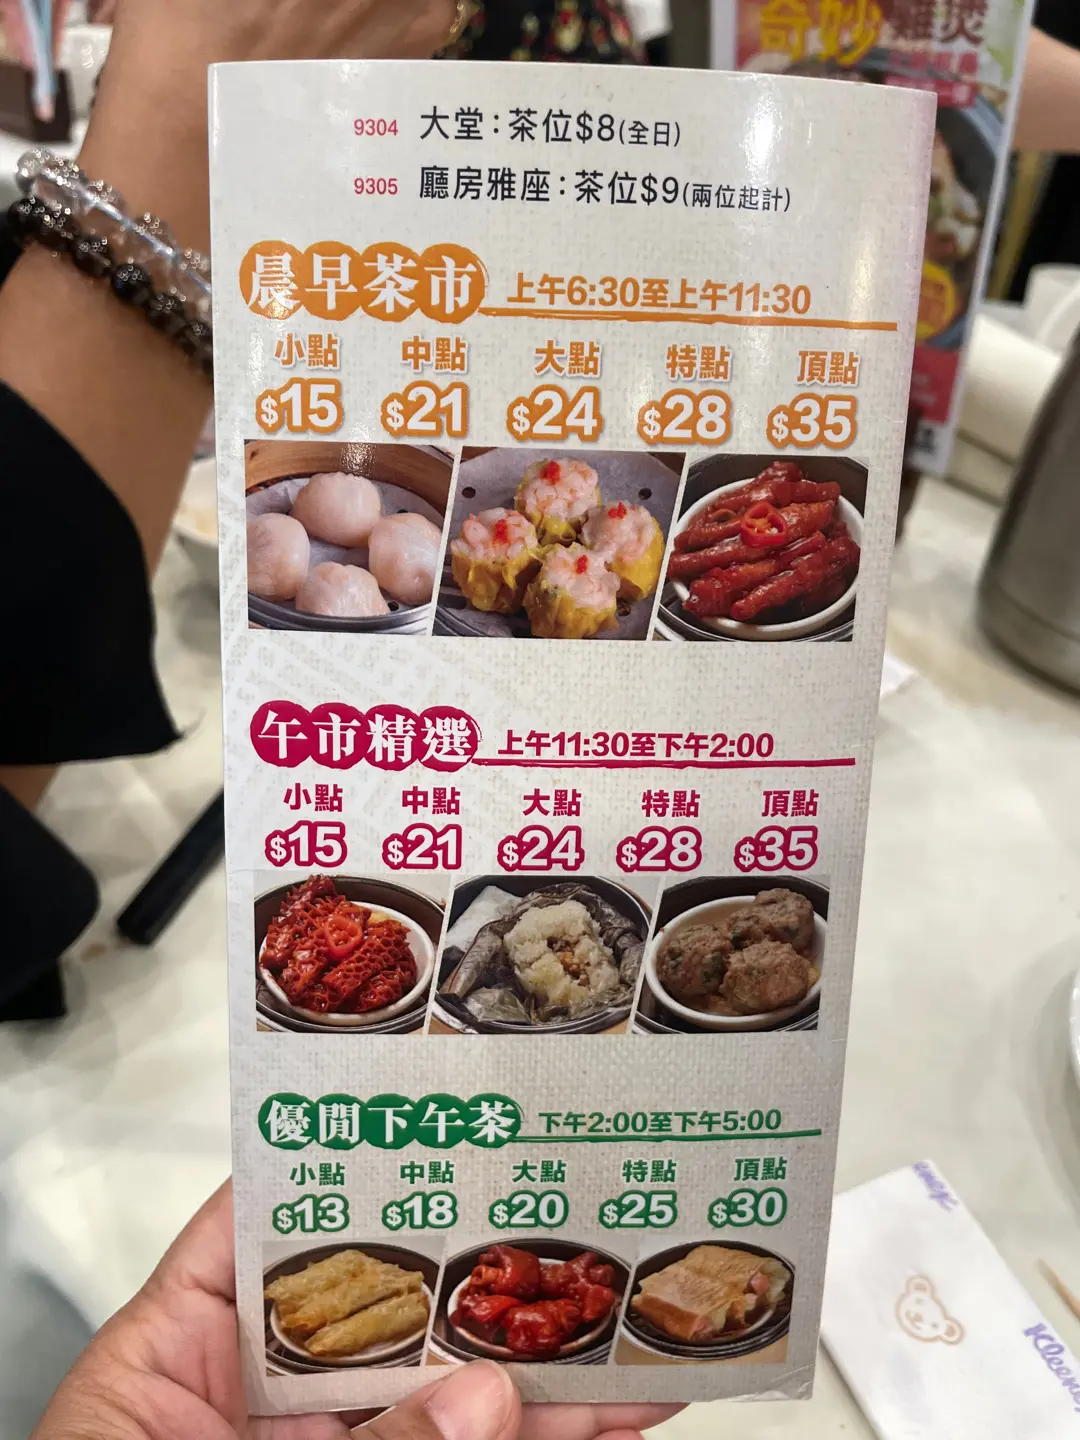 奇妙雞煲
9304 大堂：茶位$8(全日)
9305 廳房雅座：茶位$9(兩位起計)
晨早茶市 上午6:30至上午11:30
小點 中點 大點 特點 頂點
$15 $21 $24 $28 $35
午市精選 上午11:30至下午2:00
小點 中點 大點 特點 頂點
$15 $21 $24 $28 $35
優閒下午茶 下午2:00至下午5:00
小點 中點 大點 特點 頂點
$13 $18 $20 $25 $30
Kleenex